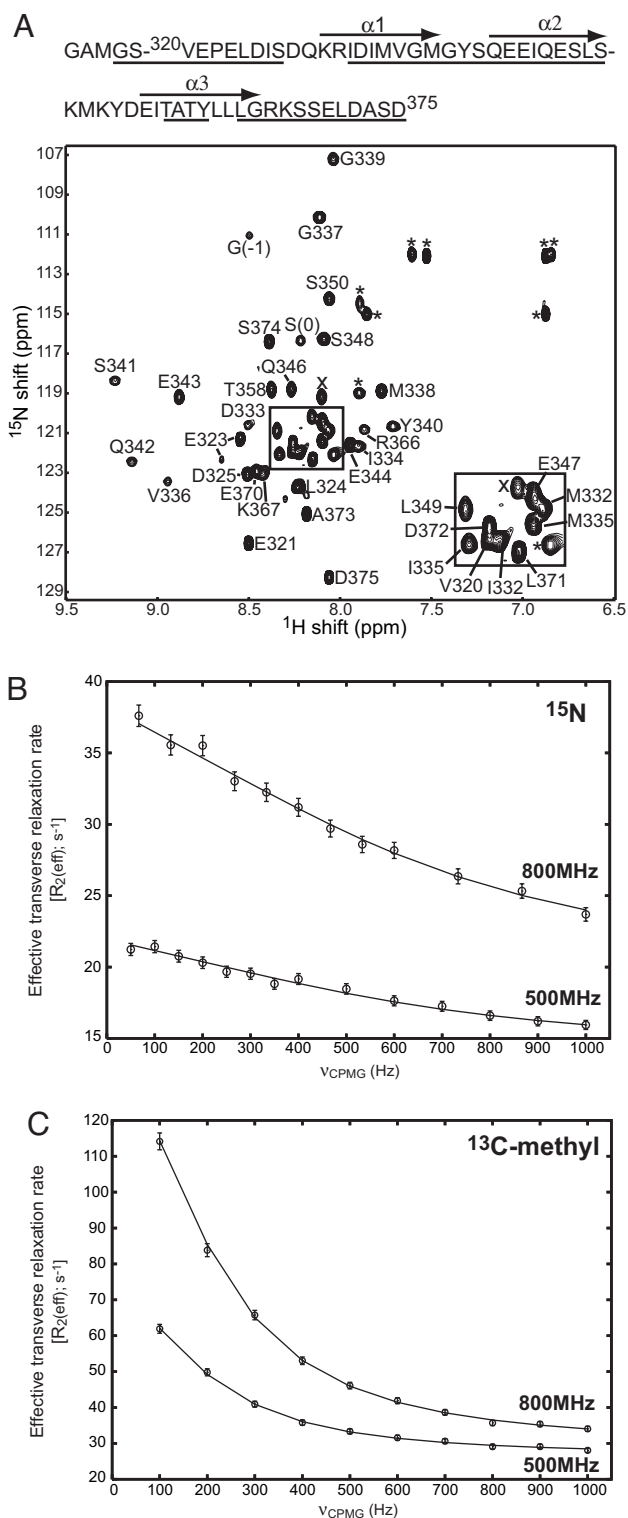 A
α1
α2
GAMGS-320VEPELDISDQKRIDIMVGMGYSQEEIQESLS-
α3
KMKYDEITATYLLLGRKSSELDASD375
107
109
111
113
115
117
119
121
123
125
127
129
15N shift (ppm)
G339
G337
G(-1)
* *
**
S350
*
*
*
S374
S(0)
S348
S341
E343
T358
Q346
x
*
M338
D333
Y340
E323
R366
Q342
I334
E344
V336
D325
E370
L324
K367
A373
E321
D375
x
E347
L349
M332
D372
M335
I335
*
V320
I332
L371
9.5
9.0
8.5
8.0
7.5
7.0
6.5
1H shift (ppm)
B
15N
40
35
30
25
20
15
Effective transverse relaxation rate
[R2(eff); s-1]
800MHz
500MHz
100 200 300 400 500 600 700 800 900 1000
νCPMG (Hz)
C
13C-methyl
120
110
100
90
80
70
60
50
40
30
20
Effective transverse relaxation rate
[R2(eff); s-1]
800MHz
500MHz
100 200 300 400 500 600 700 800 900 1000
νCPMG (Hz)